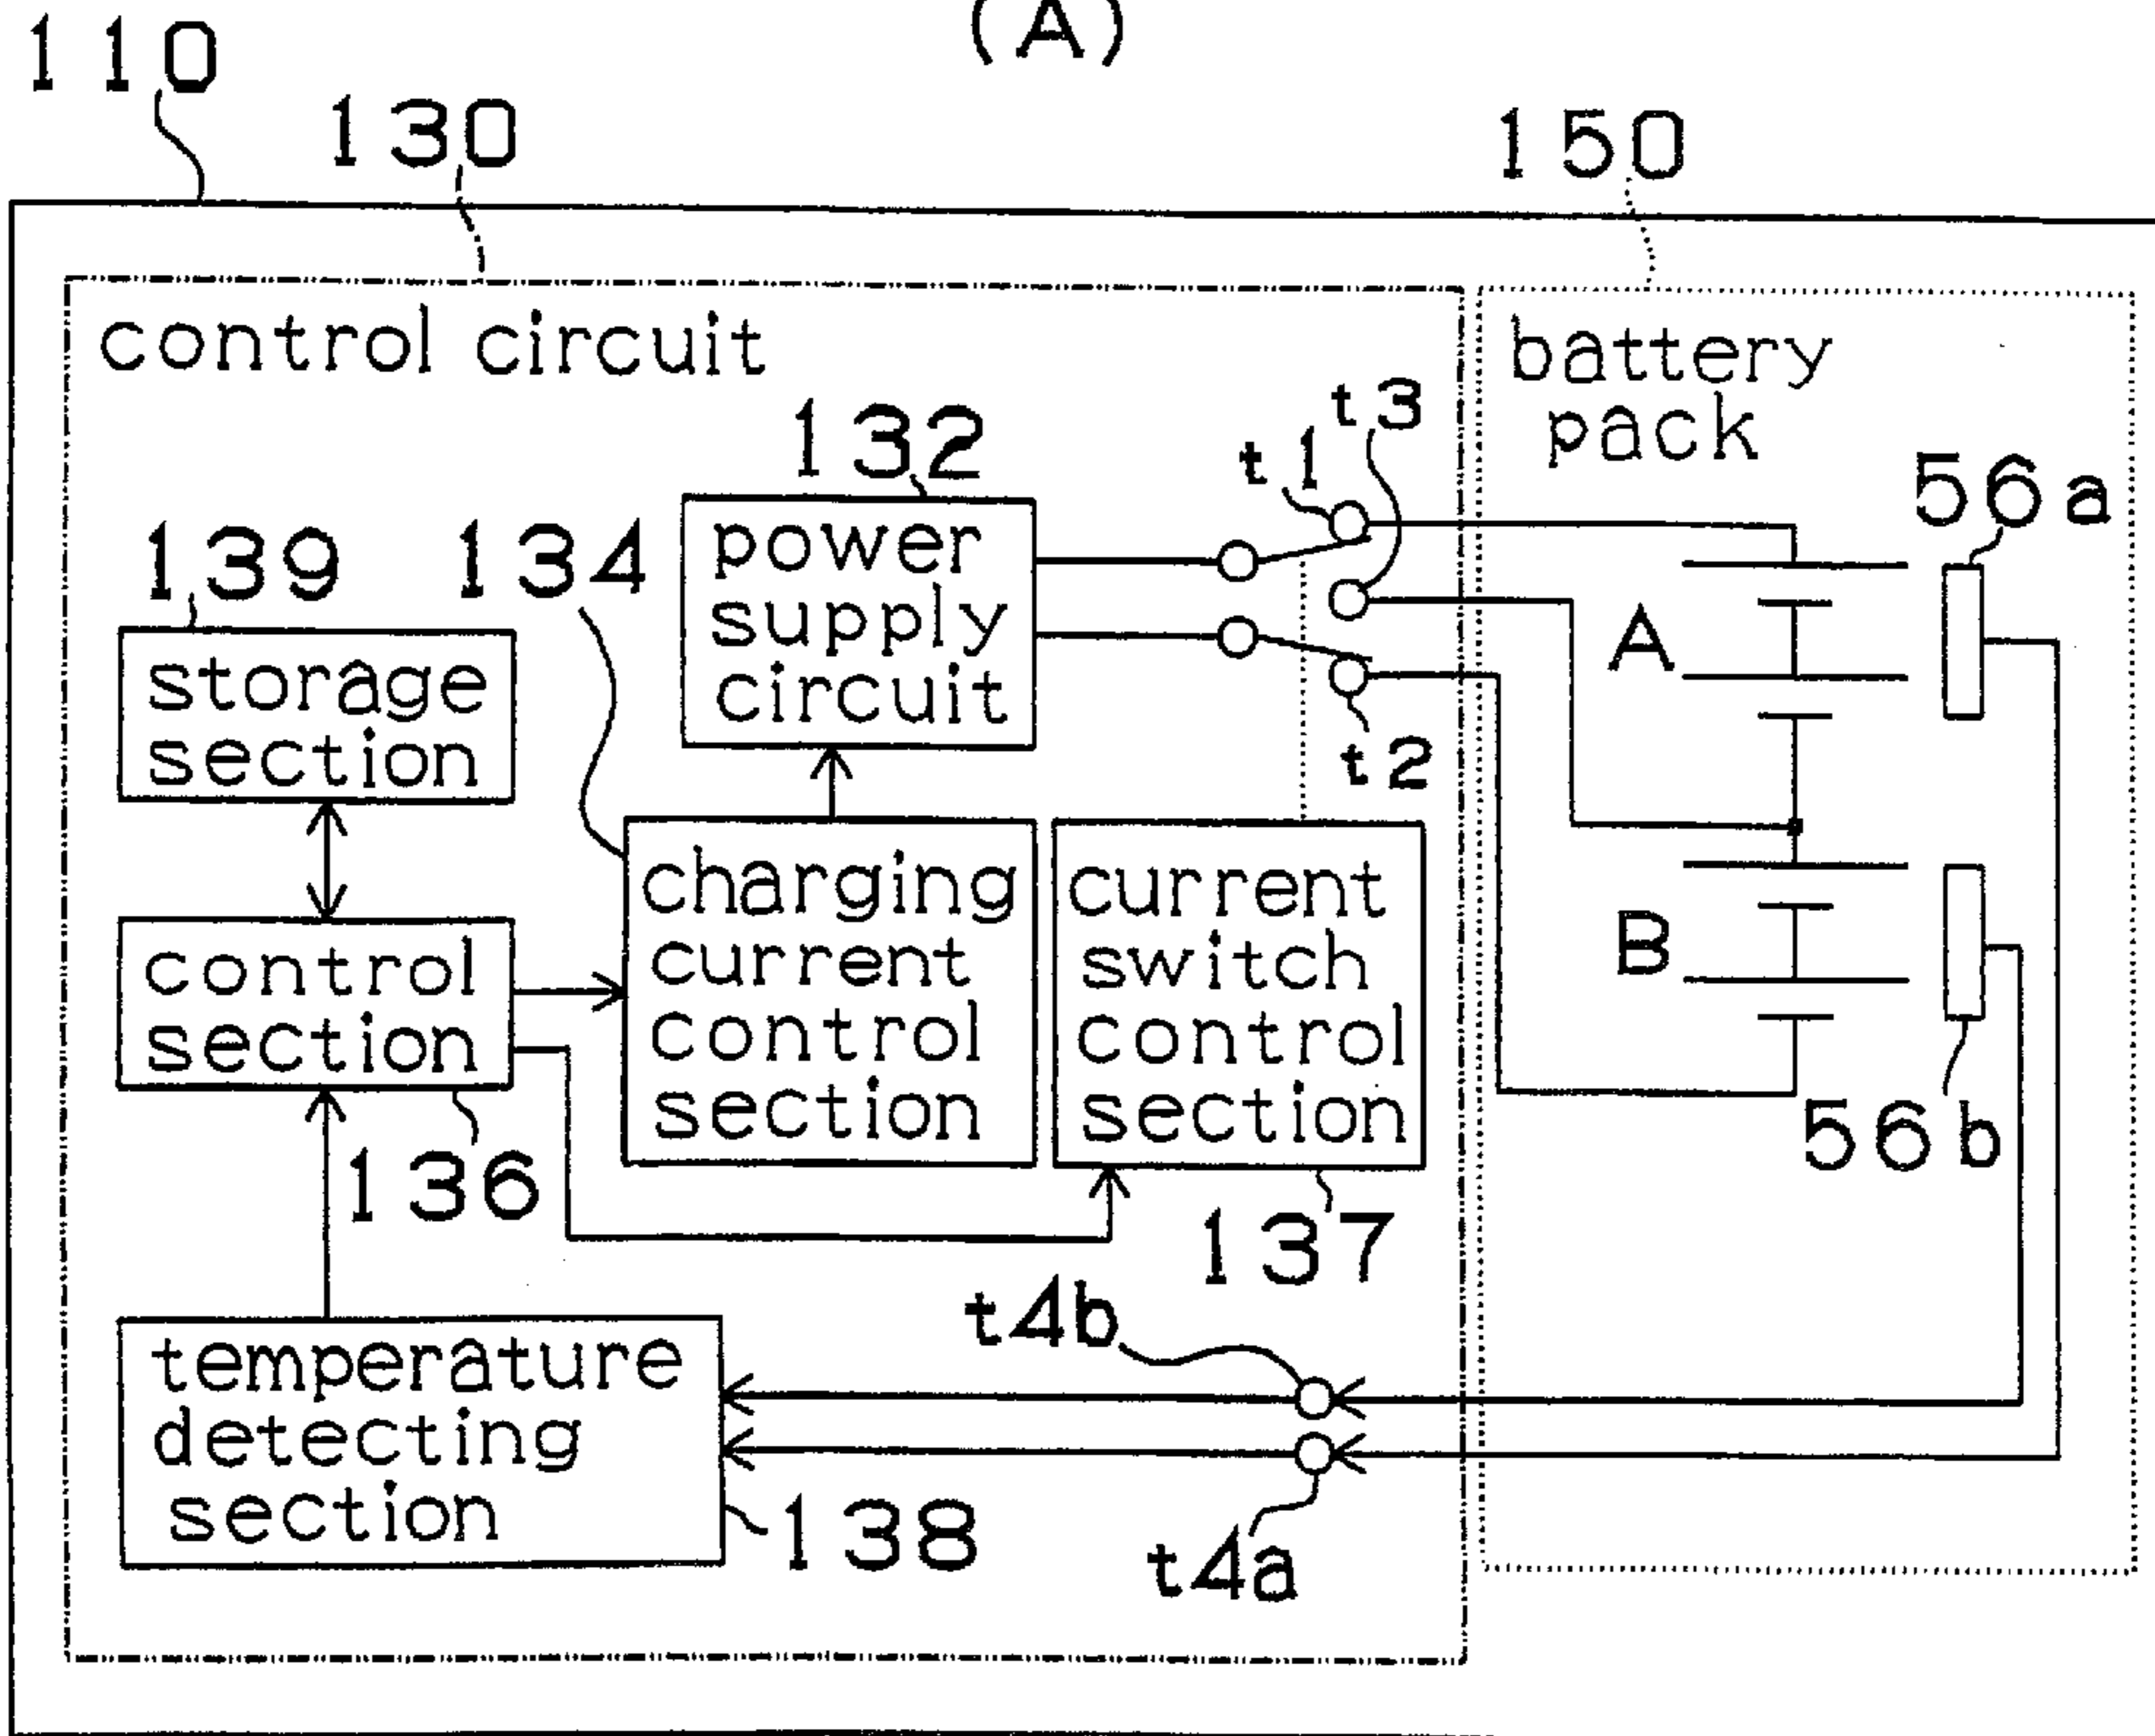 (A)
110
130
150
control circuit
battery
pack
t3
t1
132
56a
139
134
power
supply
circuit
storage
section
A
t2
charging
current
control
section
current
switch
control
section
control
section
B
136
56b
137
t4b
temperature
detecting
section
138
t4a